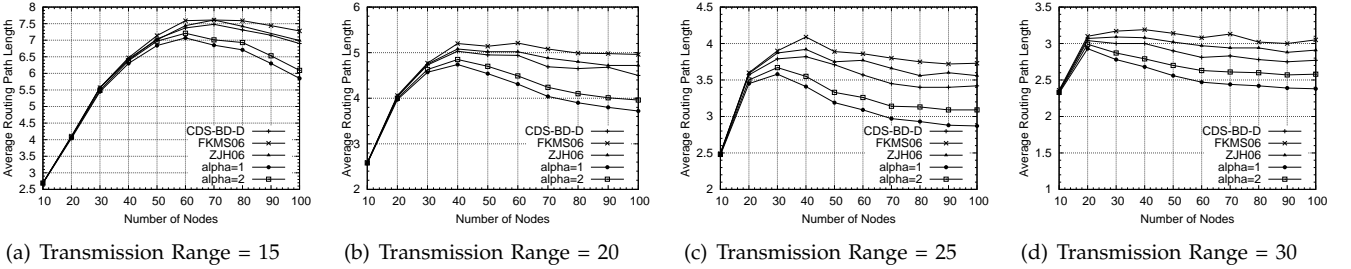 Average Routing Path Length
8
7.5
7
6.5
6
5.5
5
4.5
4
3.5
3
2.5
10 20 30 40 50 60 70 80 90 100
Number of Nodes
CDS-BD-D
FKMS06
ZJH06
alpha=1
alpha=2
(a) Transmission Range = 15
Average Routing Path Length
6
5
4
3
2
10 20 30 40 50 60 70 80 90 100
Number of Nodes
CDS-BD-D
FKMS06
ZJH06
alpha=1
alpha=2
(b) Transmission Range = 20
Average Routing Path Length
4.5
4
3.5
3
2.5
2
10 20 30 40 50 60 70 80 90 100
Number of Nodes
CDS-BD-D
FKMS06
ZJH06
alpha=1
alpha=2
(c) Transmission Range = 25
Average Routing Path Length
3.5
3
2.5
2
1.5
1
10 20 30 40 50 60 70 80 90 100
Number of Nodes
CDS-BD-D
FKMS06
ZJH06
alpha=1
alpha=2
(d) Transmission Range = 30